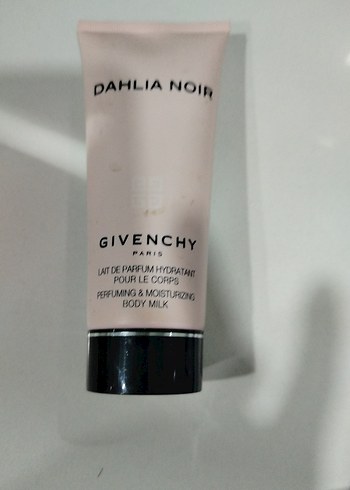 DAHLIA NOIR
GIVENCHY
PARIS
LAIT DE PARFUM HYDRATANT
POUR LE CORPS
PERFUMING & MOISTURIZING
BODY MILK